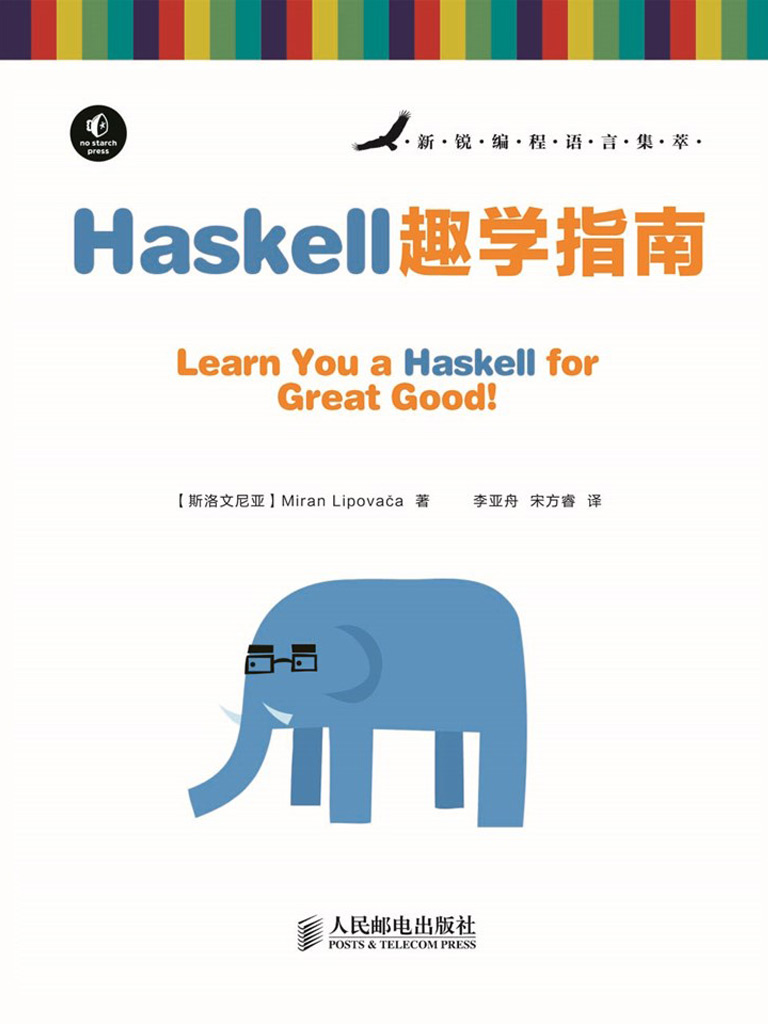 no starch
press
·新·锐·编·程·语·言·集·萃·
Haskell趣学指南
Learn You a Haskell for
Great Good!
【斯洛文尼亚】Miran Lipovača 著 李亚舟 宋方睿 译
人民邮电出版社
POSTS & TELECOM PRESS